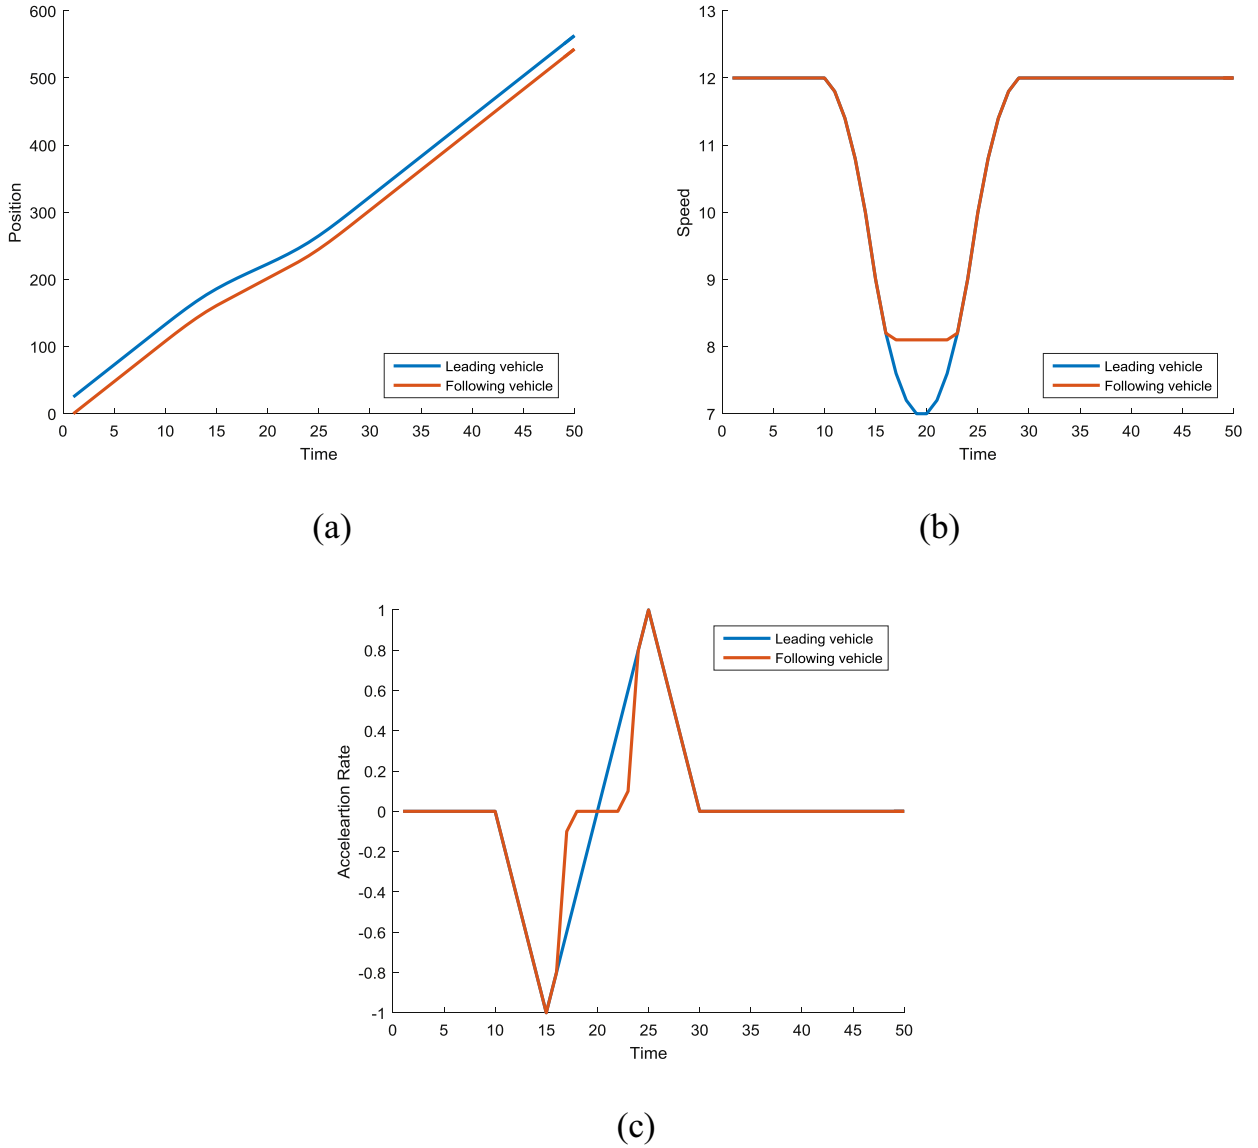 600
500
400
300
200
100
0
Position
0 5 10 15 20 25 30 35 40 45 50
Time
Leading vehicle
Following vehicle
(a)
13
12
11
10
9
8
7
Speed
0 5 10 15 20 25 30 35 40 45 50
Time
Leading vehicle
Following vehicle
(b)
1
0.8
0.6
0.4
0.2
0
-0.2
-0.4
-0.6
-0.8
-1
Acceleartion Rate
0 5 10 15 20 25 30 35 40 45 50
Time
Leading vehicle
Following vehicle
(c)